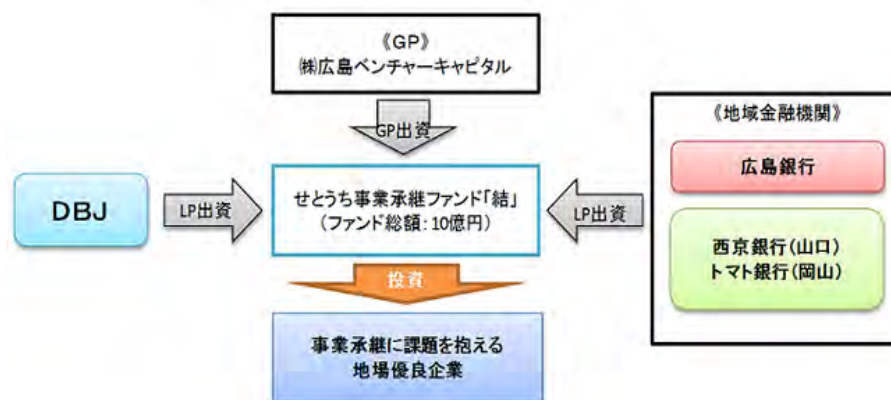 《GP》
㈱広島ベンチャーキャピタル
GP出資
《地域金融機関》
広島銀行
DBJ
LP出資
せとうち事業承継ファンド「結」
(ファンド総額:10億円)
LP出資
西京銀行(山口)
トマト銀行(岡山)
投資
事業承継に課題を抱える
地場優良企業